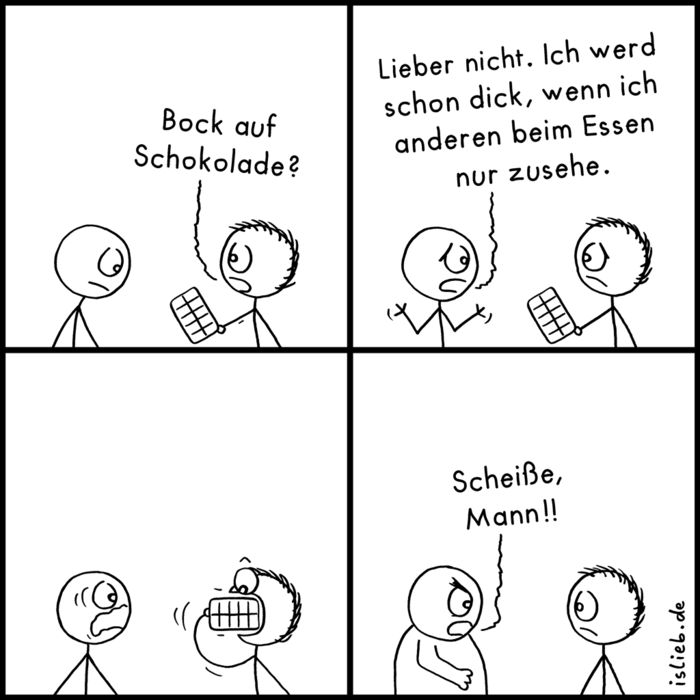 Bock auf
Schokolade?
Lieber nicht. Ich werd
schon dick, wenn ich
anderen beim Essen
nur zusehe.
Scheiße,
Mann!!
islieb.de